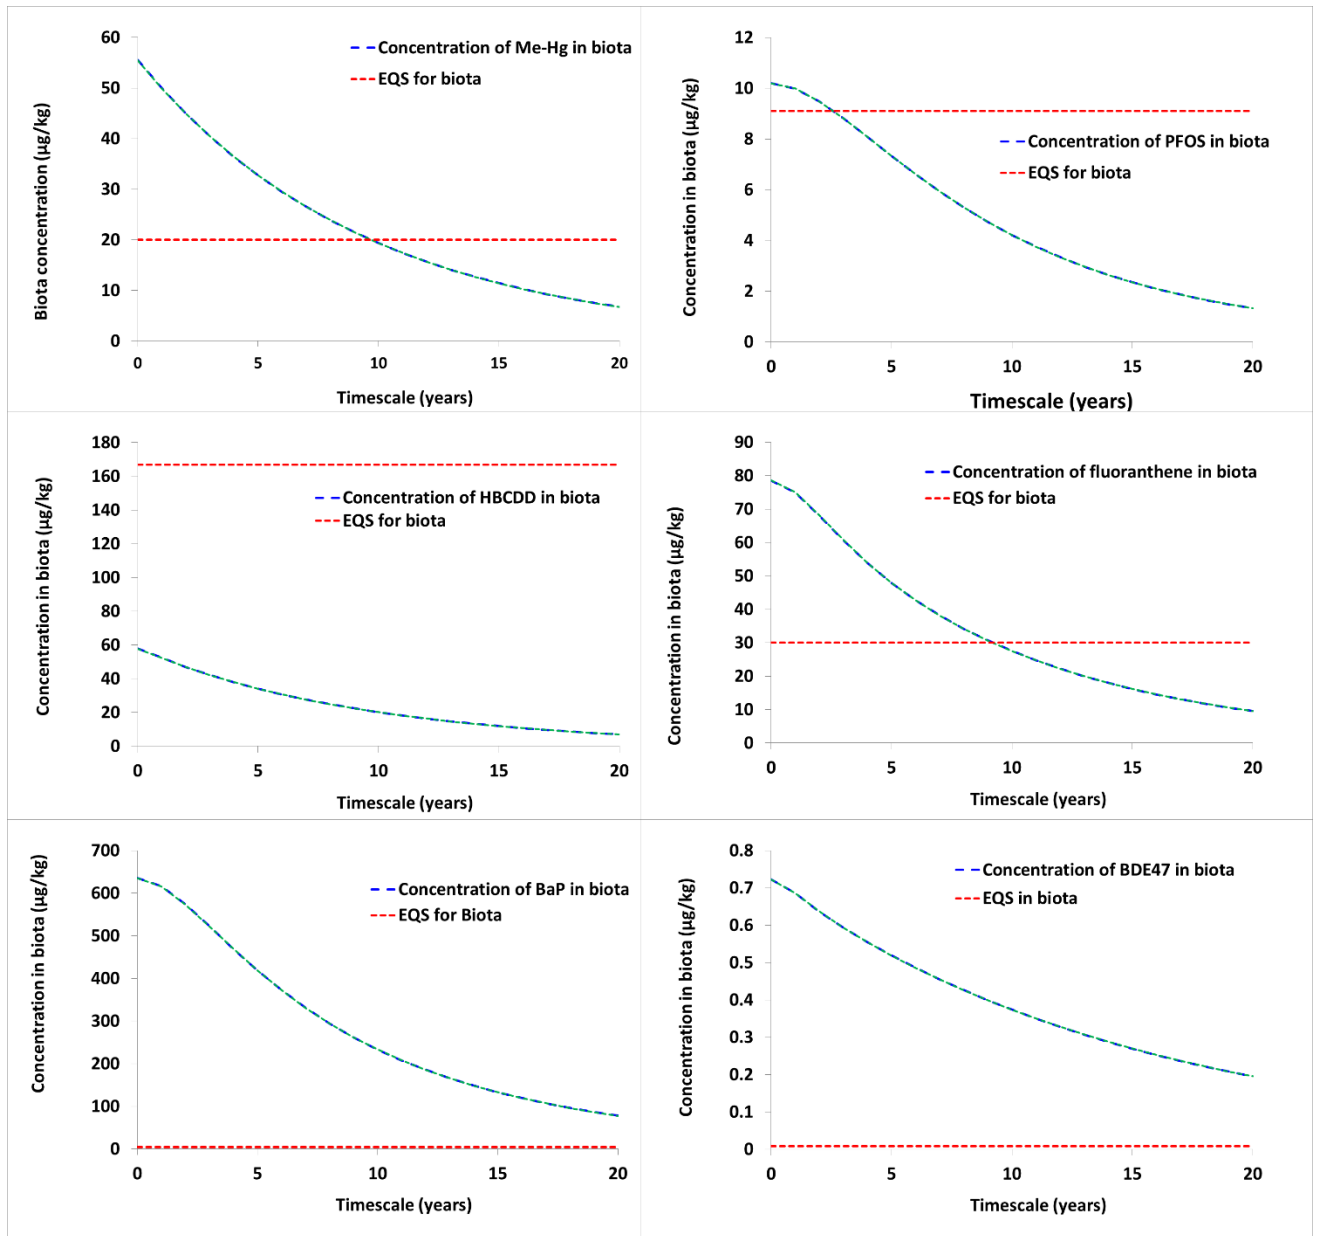 60
50
40
30
20
10
0
Biota concentration (µg/kg)
Concentration of Me-Hg in biota
EQS for biota
0 5 10 15 20
Timescale (years)
12
10
8
6
4
2
0
Concentration in biota (µg/kg)
Concentration of PFOS in biota
EQS for biota
0 5 10 15 20
Timescale (years)
180
160
140
120
100
80
60
40
20
0
Concentration in biota (µg/kg)
Concentration of HBCDD in biota
EQS for biota
0 5 10 15 20
Timescale (years)
90
80
70
60
50
40
30
20
10
0
Concentration in biota (µg/kg)
Concentration of fluoranthene in biota
EQS for biota
0 5 10 15 20
Timescale (years)
700
600
500
400
300
200
100
0
Concentration in biota (µg/kg)
Concentration of BaP in biota
EQS for Biota
0 5 10 15 20
Timescale (years)
0.8
0.7
0.6
0.5
0.4
0.3
0.2
0.1
0
Concentration in biota (µg/kg)
Concentration of BDE47 in biota
EQS in biota
0 5 10 15 20
Timescale (years)